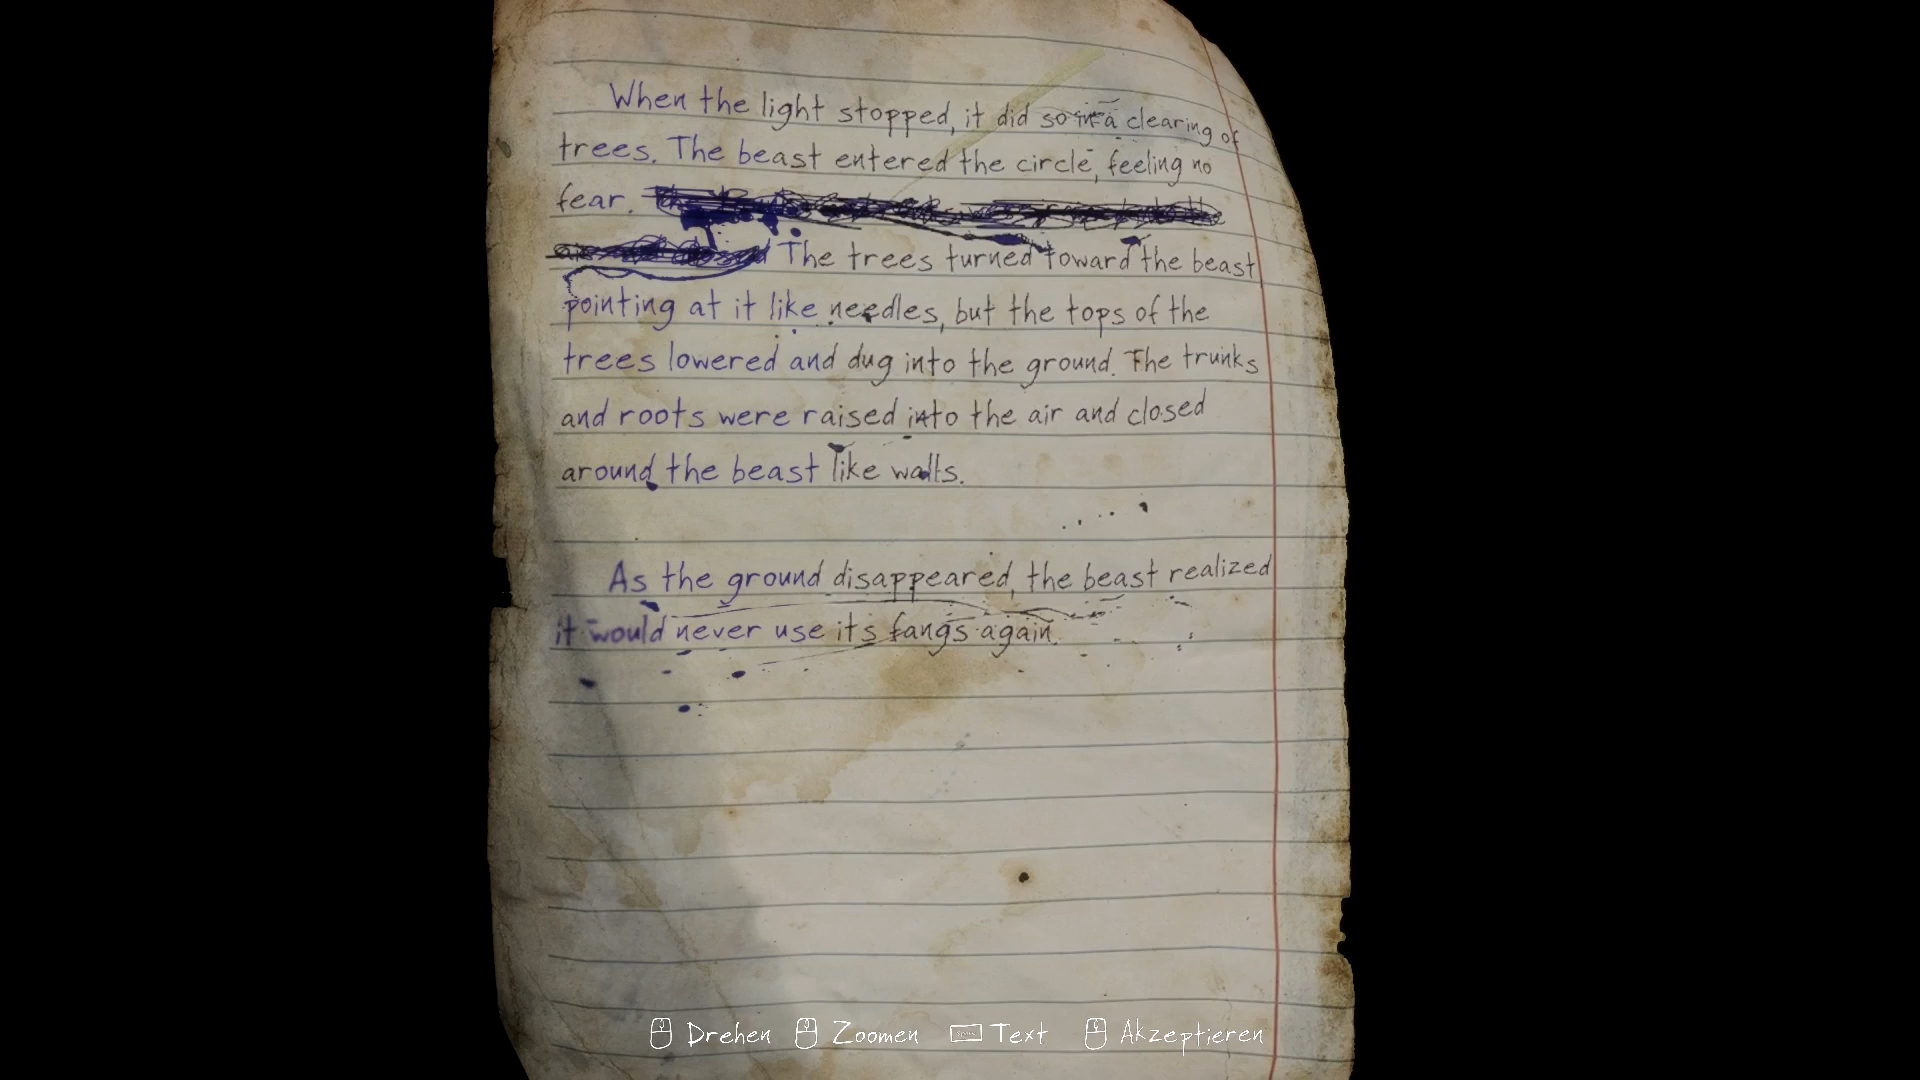 When the light stopped, it did so in a clearing of
trees. The beast entered the circle, feeling no
fear.
The trees turned toward the beast
pointing at it like needles, but the tops of the
trees lowered and dug into the ground. The trunks
and roots were raised into the air and closed
around the beast like walls.
As the ground disappeared, the beast realized
it would never use its fangs again.
Drehen Zoomen Text Akzeptieren